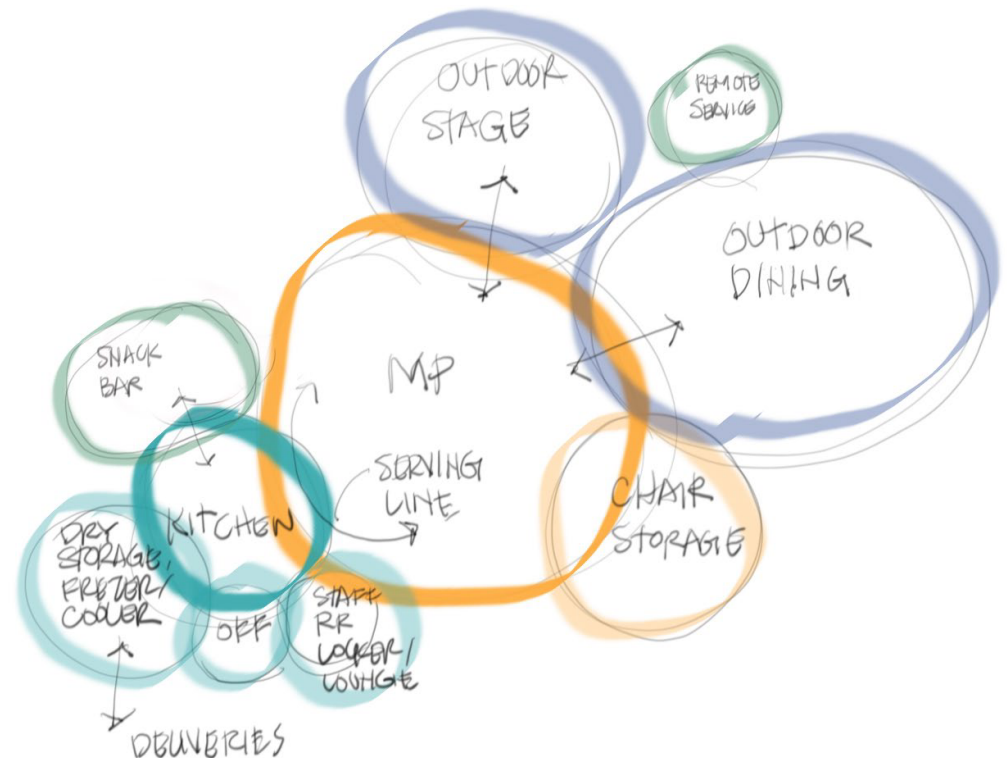 OUTDOOR
STAGE
REMOTE
SERVICE
OUTDOOR
DINING
SNACK
BAR
MP
SERVING
LINE
CHAIR
STORAGE
KITCHEN
DRY
STORAGE,
FREZER/
COOLER
OFF
STAFF
RR
LOCKER/
LOUNGE
DELIVERIES